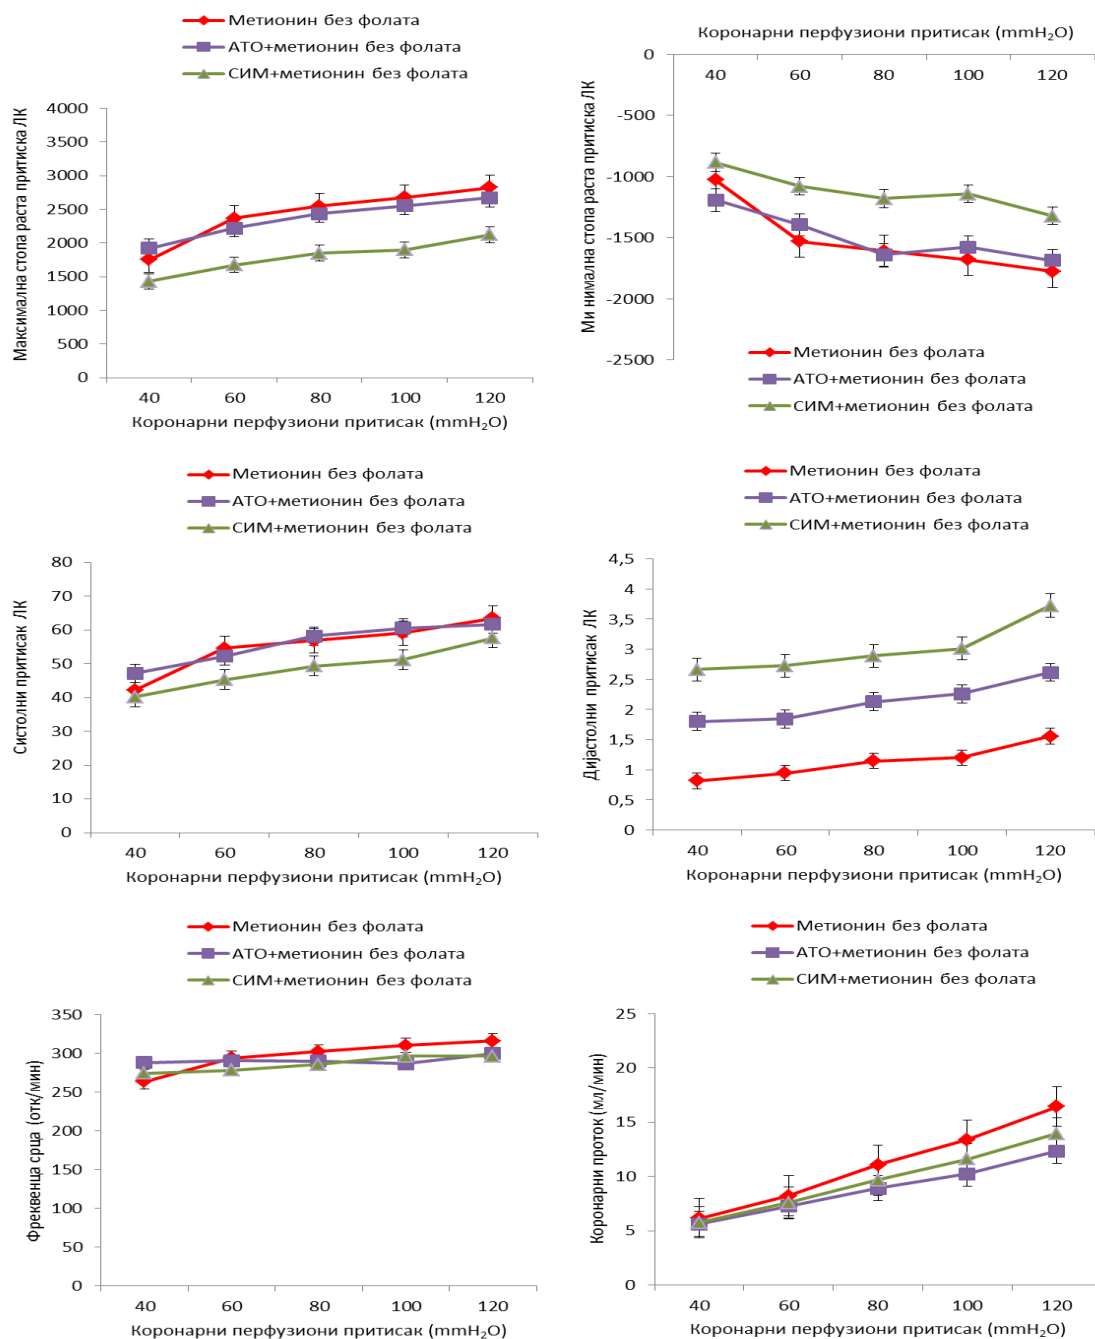 Метионин без фолата
АТО+метионин без фолата
СИМ+метионин без фолата
Максимална стопа раста притиска ЛК
4000
3500
3000
2500
2000
1500
1000
500
0
40 60 80 100 120
Коронарни перфузиони притисак (mmH₂O)
Коронарни перфузиони притисак (mmH₂O)
40 60 80 100 120
Ми нимална стопа раста притиска ЛК
0
-500
-1000
-1500
-2000
-2500
Метионин без фолата
АТО+метионин без фолата
СИМ+метионин без фолата
Метионин без фолата
АТО+метионин без фолата
СИМ+метионин без фолата
Систолни притисак ЛК
80
70
60
50
40
30
20
10
0
40 60 80 100 120
Коронарни перфузиони притисак (mmH₂O)
Метионин без фолата
АТО+метионин без фолата
СИМ+метионин без фолата
Дијастолни притисак ЛК
4,5
4
3,5
3
2,5
2
1,5
1
0,5
0
40 60 80 100 120
Коронарни перфузиони притисак (mmH₂O)
Метионин без фолата
АТО+метионин без фолата
СИМ+метионин без фолата
Фреквенца срца (отк/мин)
350
300
250
200
150
100
50
0
40 60 80 100 120
Коронарни перфузиони притисак (mmH₂O)
Метионин без фолата
АТО+метионин без фолата
СИМ+метионин без фолата
Коронарни проток (мл/мин)
25
20
15
10
5
0
40 60 80 100 120
Коронарни перфузиони притисак (mmH₂O)